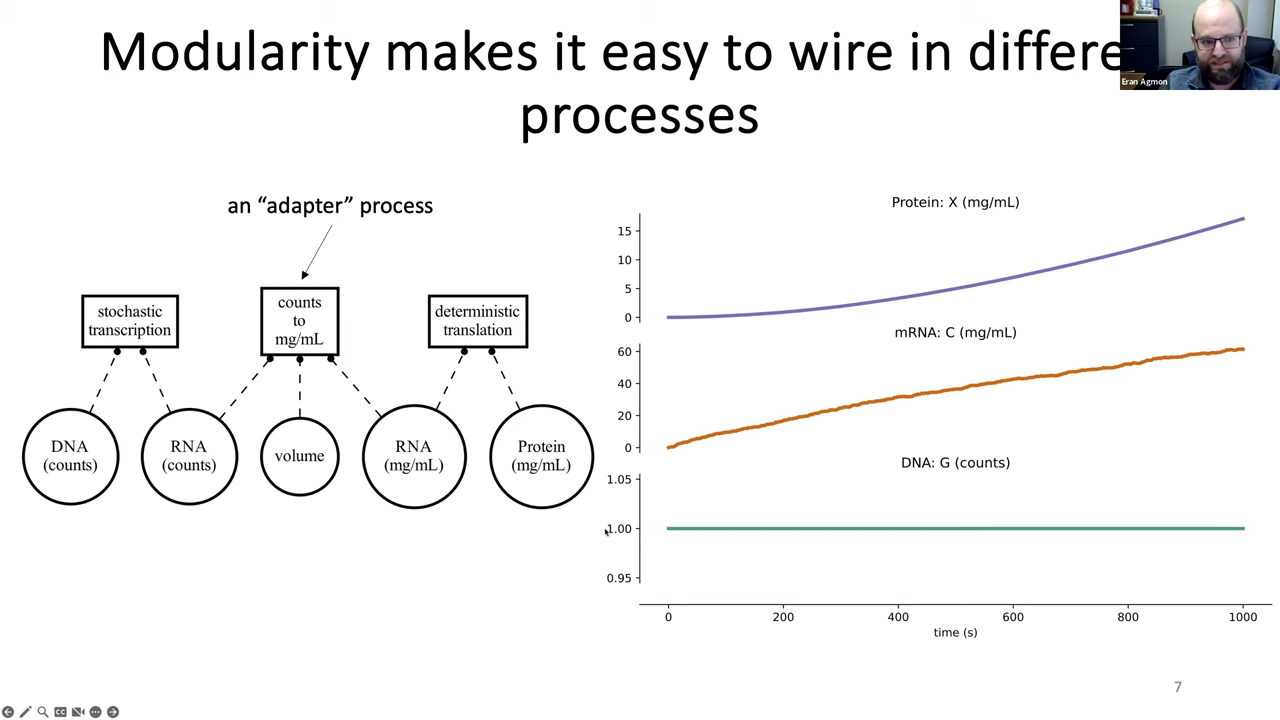 Modularity makes it easy to wire in differe
processes
Eran Agmon
an “adapter” process
stochastic
transcription
counts
to
mg/mL
deterministic
translation
DNA
(counts)
RNA
(counts)
volume
RNA
(mg/mL)
Protein
(mg/mL)
Protein: X (mg/mL)
15
10
5
0
mRNA: C (mg/mL)
60
40
20
0
DNA: G (counts)
1.05
1.00
0.95
0 200 400 600 800 1000
time (s)
7
CC